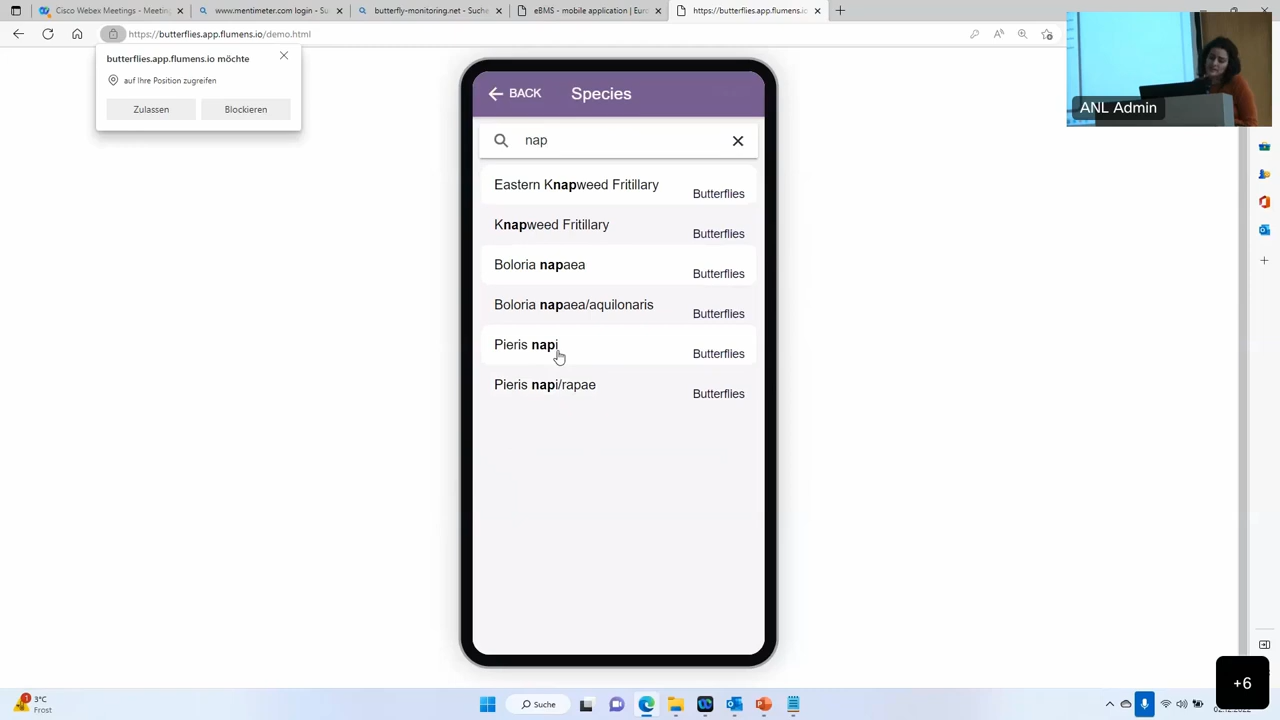 Cisco Webex Meetings - Meeting
www.mentimeter.com login - Su
butterfly-monitoring.net - Suche
eBMS - mobile application | Euro
https://butterflies.app.flumens.io
https://butterflies.app.flumens.io/demo.html
butterflies.app.flumens.io möchte
auf Ihre Position zugreifen
Zulassen
Blockieren
BACK
Species
nap
Eastern Knapweed Fritillary
Butterflies
Knapweed Fritillary
Butterflies
Boloria napaea
Butterflies
Boloria napaea/aquilonaris
Butterflies
Pieris napi
Butterflies
Pieris napi/rapae
Butterflies
ANL Admin
+6
1
3°C
Frost
Suche